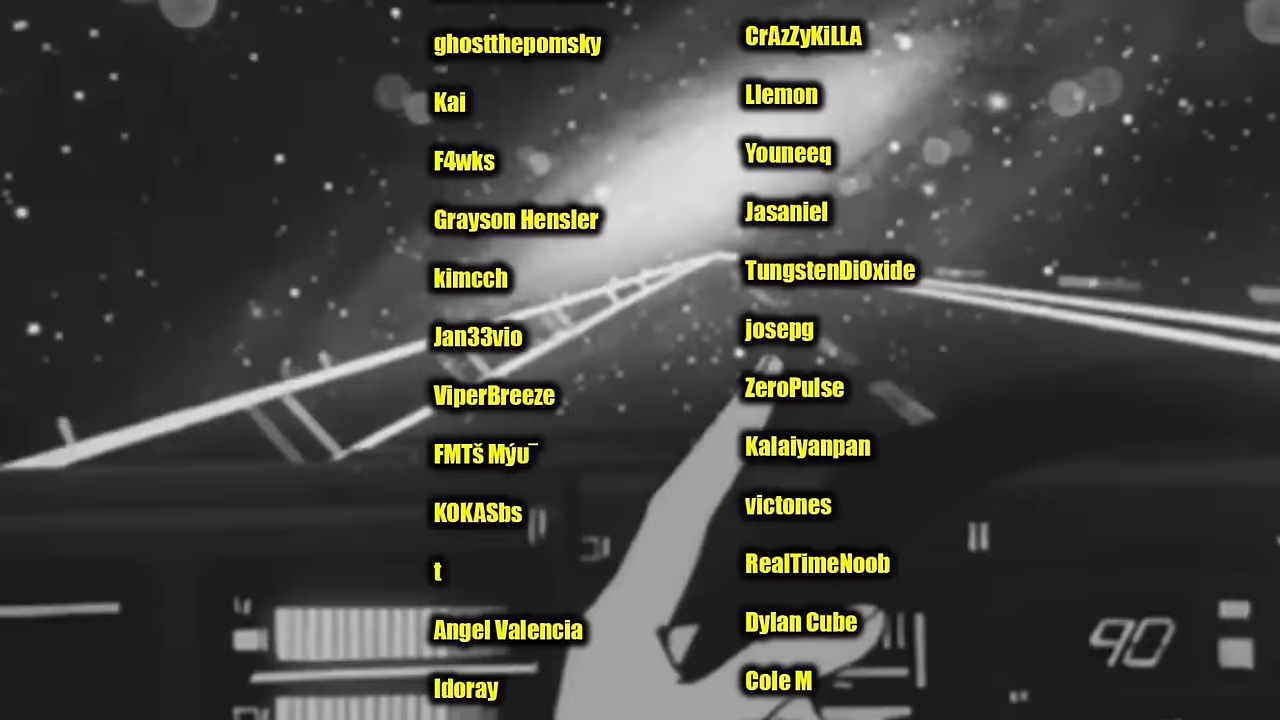 ghostthepomsky
Kai
F4wks
Grayson Hensler
kimcch
Jan33vio
ViperBreeze
FMTš Mýu¯
KOKASbs
t
Angel Valencia
Idoray
CrAzZyKiLLA
Llemon
Youneeq
Jasaniel
TungstenDiOxide
josepg
ZeroPulse
Kalaiyanpan
victones
RealTimeNoob
Dylan Cube
Cole M
90